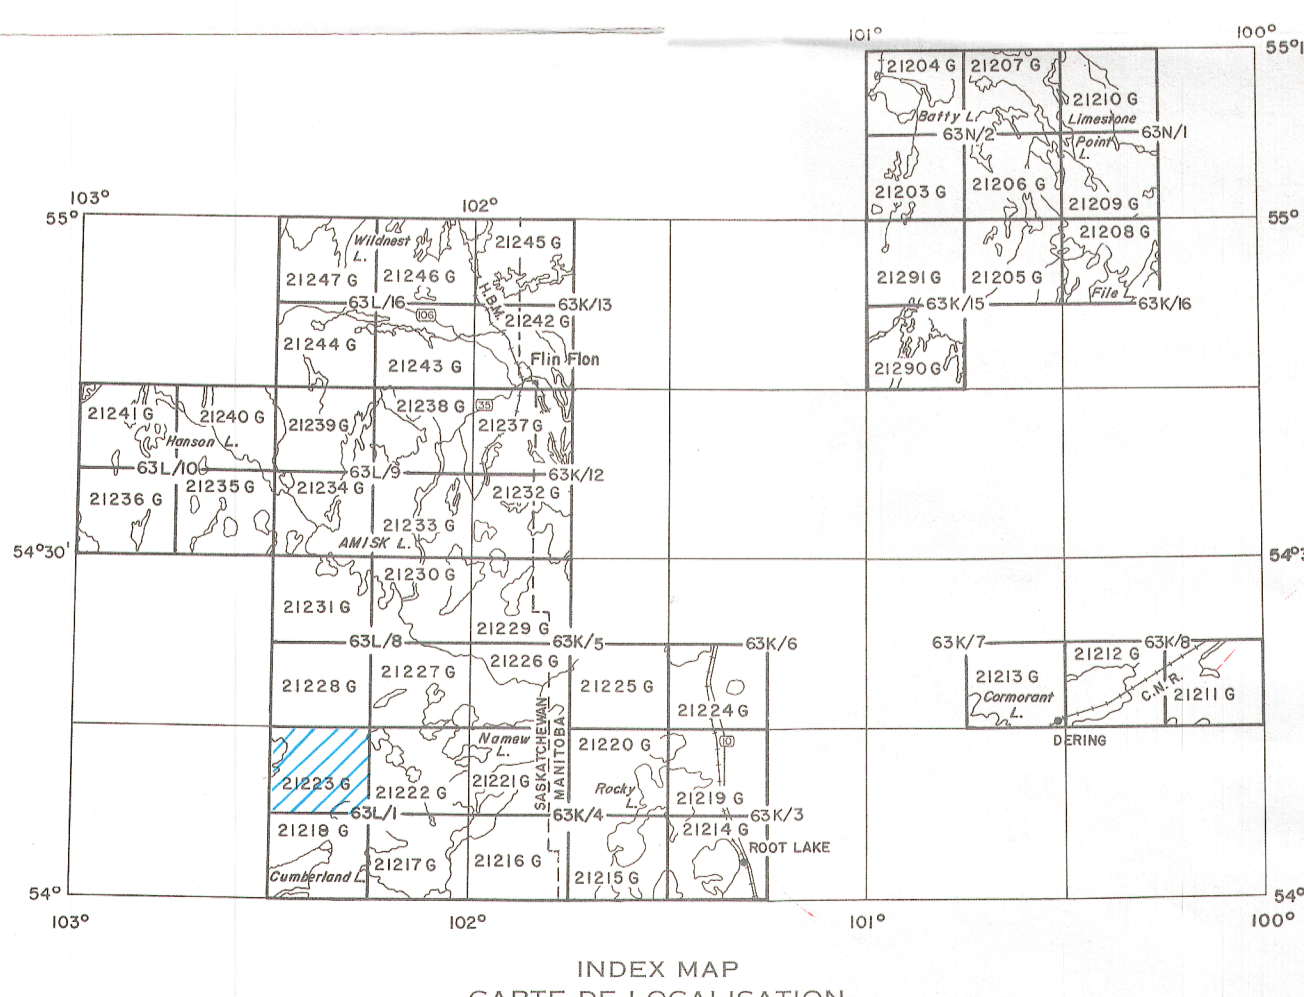 101° 100°
55°1
21204 G 21207 G
21210 G
Batty L. Limestone
63N/2 63N/1
Point
L.
21203 G 21206 G
21209 G
103° 102°
55° 55°
Wildnest
L.
21245 G
21208 G
21247 G 21246 G
21291 G 21205 G
File L.
63L/16 H.B.M. 63K/13
63K/15 63K/16
106
21242 G
21244 G
21243 G
Flin Flon
21290 G
21241 G 21240 G
21239 G
21238 G 35
21237 G
Hanson L.
63L/10 63L/9 63K/12
21236 G 21235 G 21234 G
21232 G
21233 G
AMISK L.
54°30' 54°3
21230 G
21231 G
21229 G
63L/8 63K/5 63K/6
63K/7 63K/8
21228 G 21227 G 21226 G
21225 G
21224 G
21213 G 21212 G
Cormorant
L.
C.N.R. 21211 G
DERING
SASKATCHEWAN
MANITOBA
Namew
L.
21220 G 10
21223 G 21222 G 21221 G
Rocky
L.
21219 G
63L/1 63K/4 63K/3
21218 G
21214 G
ROOT LAKE
21217 G 21216 G
21215 G
Cumberland L.
54° 54°
103° 102° 101° 100°
INDEX MAP
CARTE DE LOCALISATION